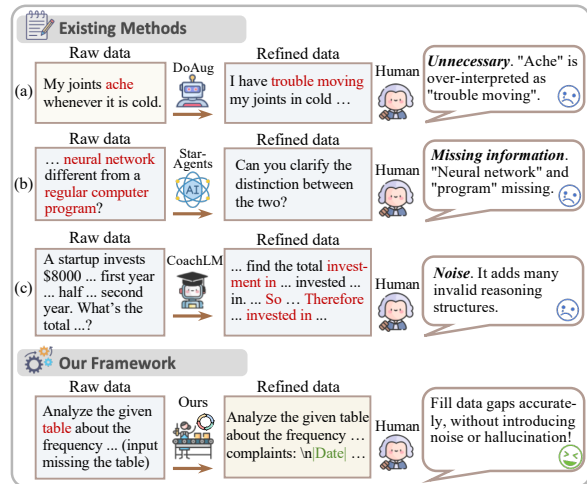 Existing Methods
Raw data
Refined data
(a)
My joints ache
whenever it is cold.
DoAug
I have trouble moving
my joints in cold …
Human
Unnecessary. "Ache" is
over-interpreted as
"trouble moving".
Raw data
Refined data
(b)
… neural network
different from a
regular computer
program?
Star-
Agents
AI
Can you clarify the
distinction between
the two?
Human
Missing information.
"Neural network" and
"program" missing.
Raw data
Refined data
(c)
A startup invests
$8000 ... first year
... half ... second
year. What's the
total ...?
CoachLM
... find the total invest-
ment in ... invested ...
in. ... So … Therefore
... invested in ...
Human
Noise. It adds many
invalid reasoning
structures.
Our Framework
Raw data
Refined data
Analyze the given
table about the
frequency ... (input
missing the table)
Ours
Analyze the given table
about the frequency …
complaints: \n|Date| …
Human
Fill data gaps accurate-
ly, without introducing
noise or hallucination!